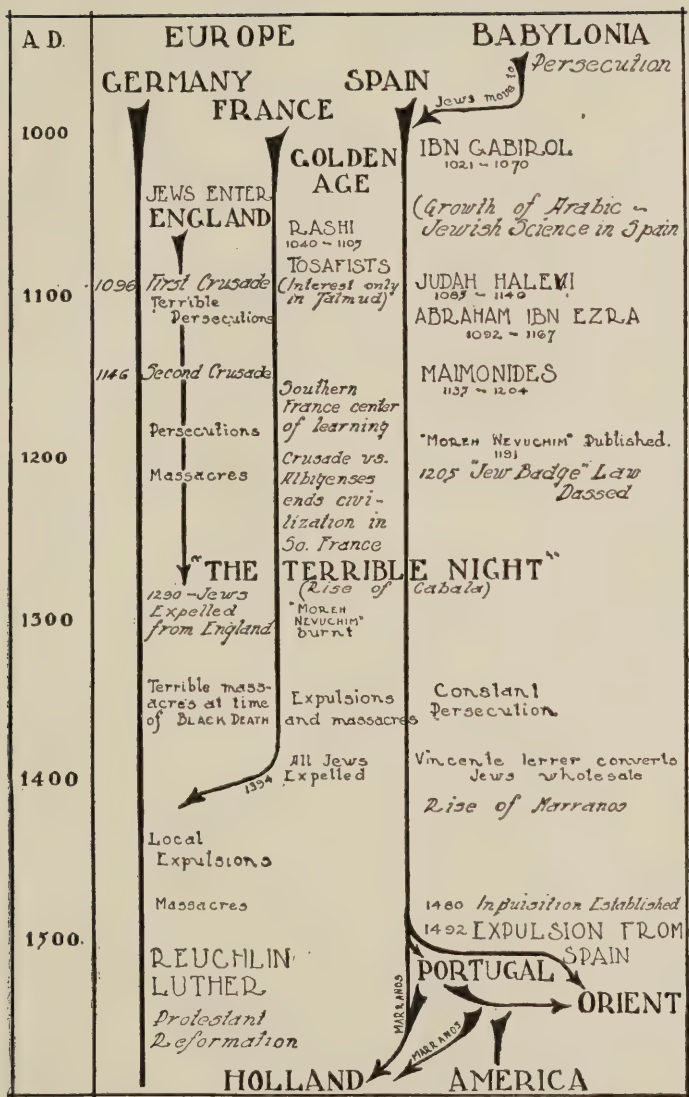 A.D.
EUROPE
BABYLONIA
Persecution
GERMANY
SPAIN
Jews move to
FRANCE
1000
GOLDEN
AGE
IBN GABIROL
1021 - 1070
JEWS ENTER
ENGLAND
(Growth of Arabic -
Jewish Science in Spain
RASHI
1040 - 1105
TOSAFISTS
(Interest only
in Talmud)
1096 First Crusade
Terrible
Persecutions
1100
JUDAH HALEVI
1085 - 1140
ABRAHAM IBN EZRA
1092 - 1167
1146 Second Crusade
MAIMONIDES
1135 - 1204
Southern
France center
of learning
Persecutions
Massacres
1200
"MOREH NEVUCHIM" Published.
1191
1205 "Jew Badge" Law
Passed
Crusade vs.
Albigenses
ends civi-
lization in
So. France
"THE TERRIBLE NIGHT"
(Rise of Cabala)
1290 - Jews
Expelled
from England
"MOREH
NEVUCHIM"
burnt
1300
Terrible mass-
acres at time
of BLACK DEATH
Expulsions
and massacres
Constant
Persecution
1394
All Jews
Expelled
Vincente ferrer converts
Jews wholesale
1400
Rise of Marranos
Local
Expulsions
Massacres
1480 Inquisition Established
1492 EXPULSION FROM
SPAIN
1500.
REUCHLIN
LUTHER
Protestant
Reformation
PORTUGAL
ORIENT
MARRANOS
MARRANOS
HOLLAND
AMERICA